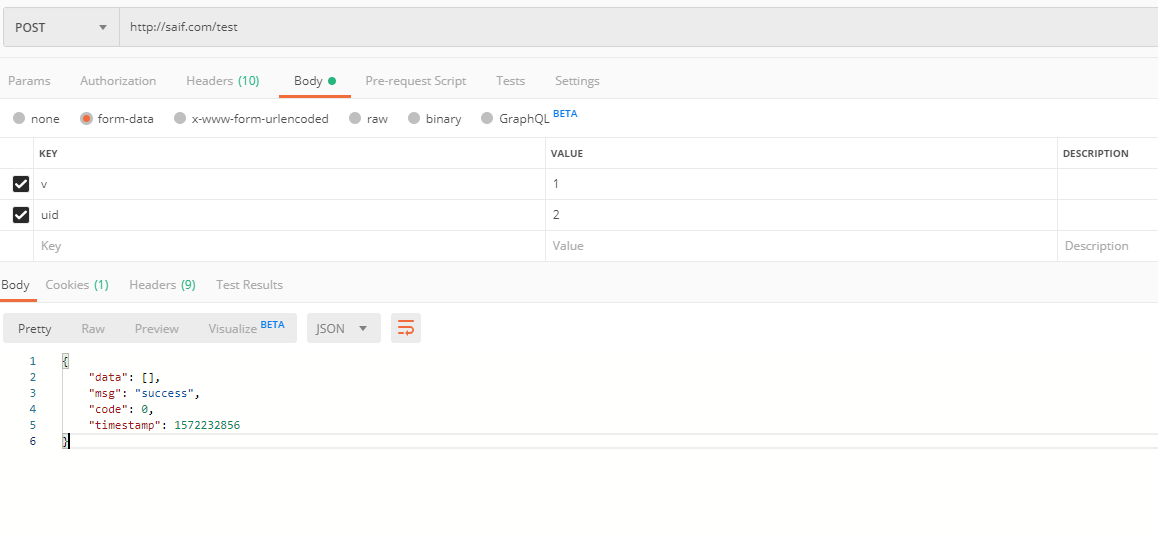 POST http://saif.com/test
Params Authorization Headers (10) Body Pre-request Script Tests Settings
none form-data x-www-form-urlencoded raw binary GraphQL BETA
KEY VALUE DESCRIPTION
v 1
uid 2
Key Value Description
Body Cookies (1) Headers (9) Test Results
Pretty Raw Preview Visualize BETA JSON
1 {
2 "data": [],
3 "msg": "success",
4 "code": 0,
5 "timestamp": 1572232856
6 }